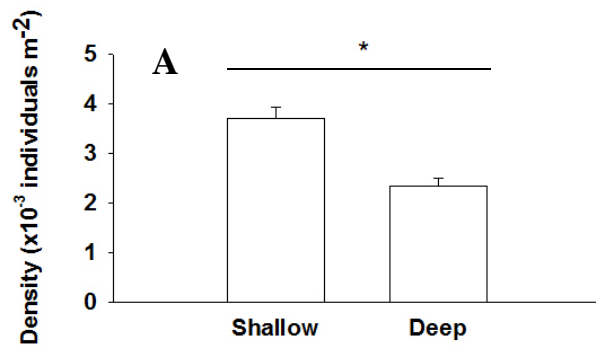 Density (x10⁻³ individuals m⁻²)
A
*
5
4
3
2
1
0
Shallow
Deep